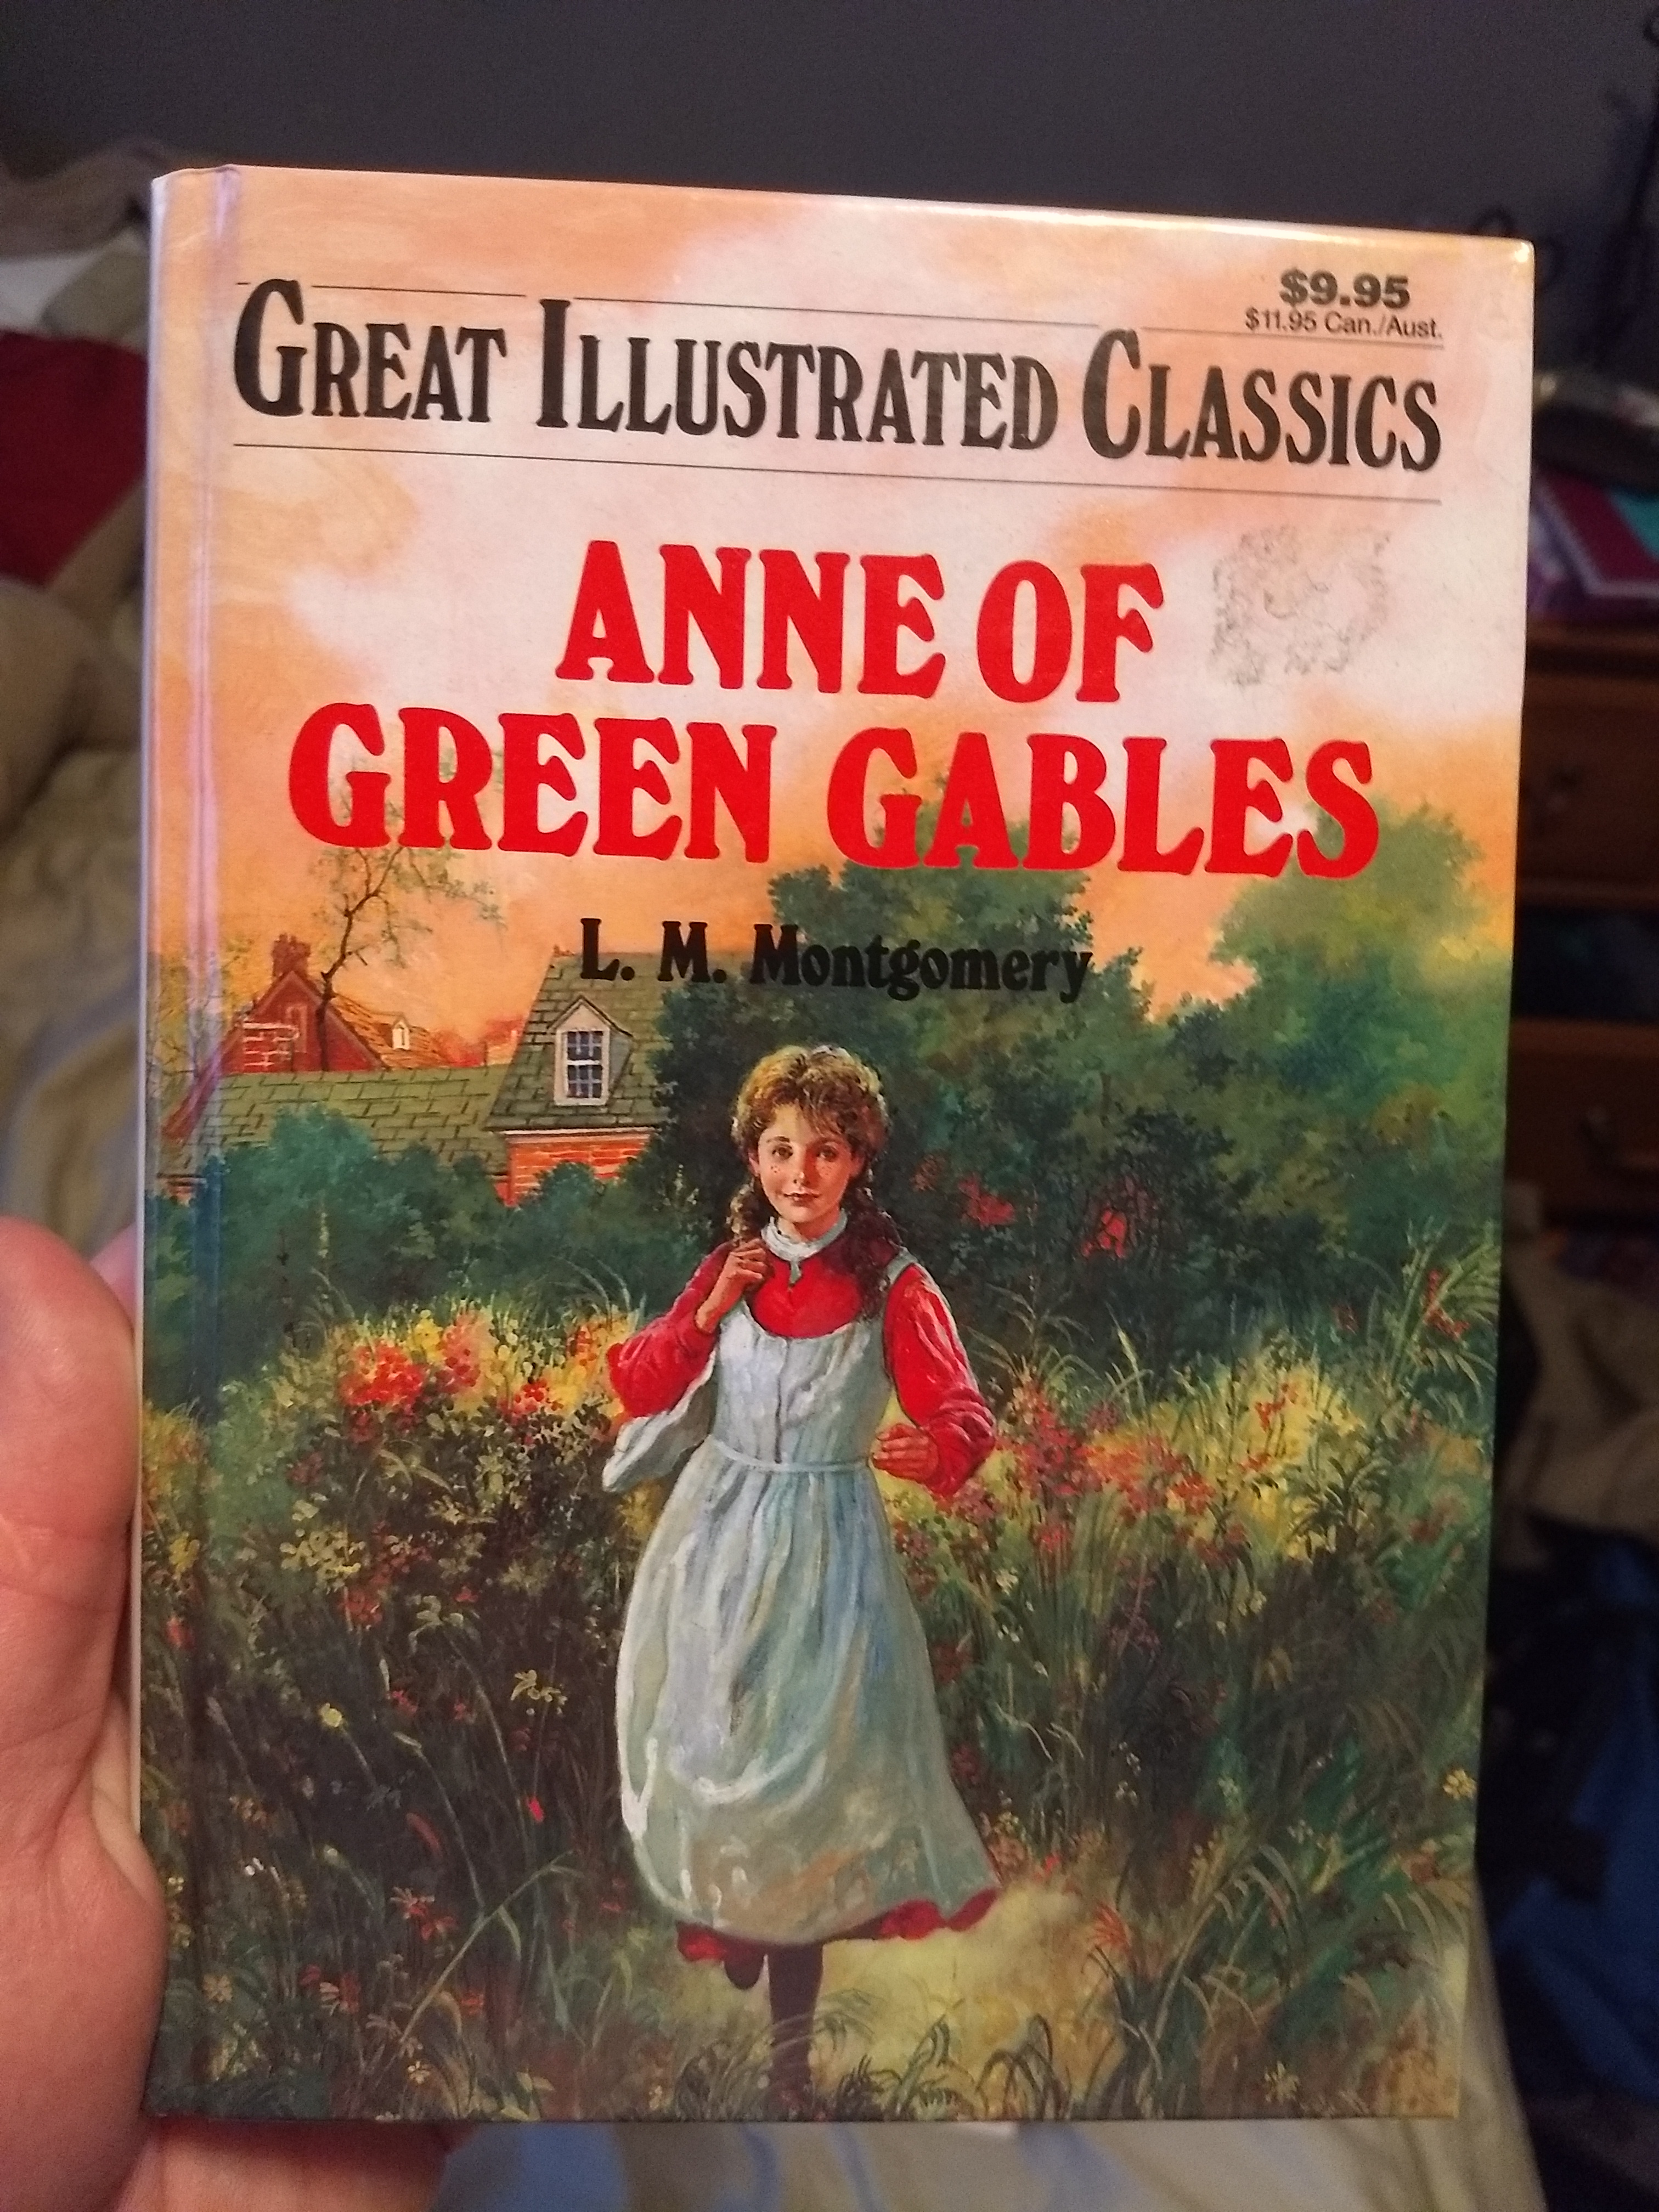 $9.95
$11.95 Can./Aust.
GREAT ILLUSTRATED CLASSICS
ANNE OF
GREEN GABLES
L. M. Montgomery